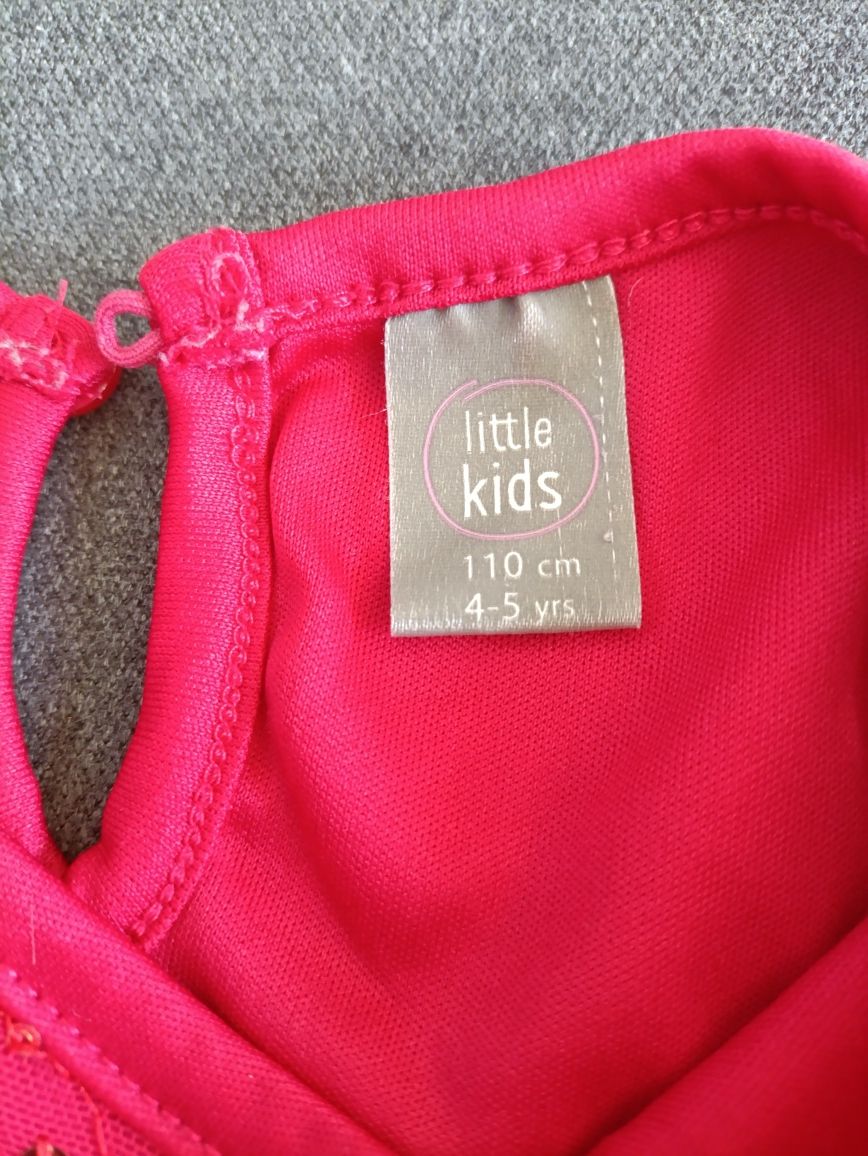 little
kids
110 cm
4-5 yrs